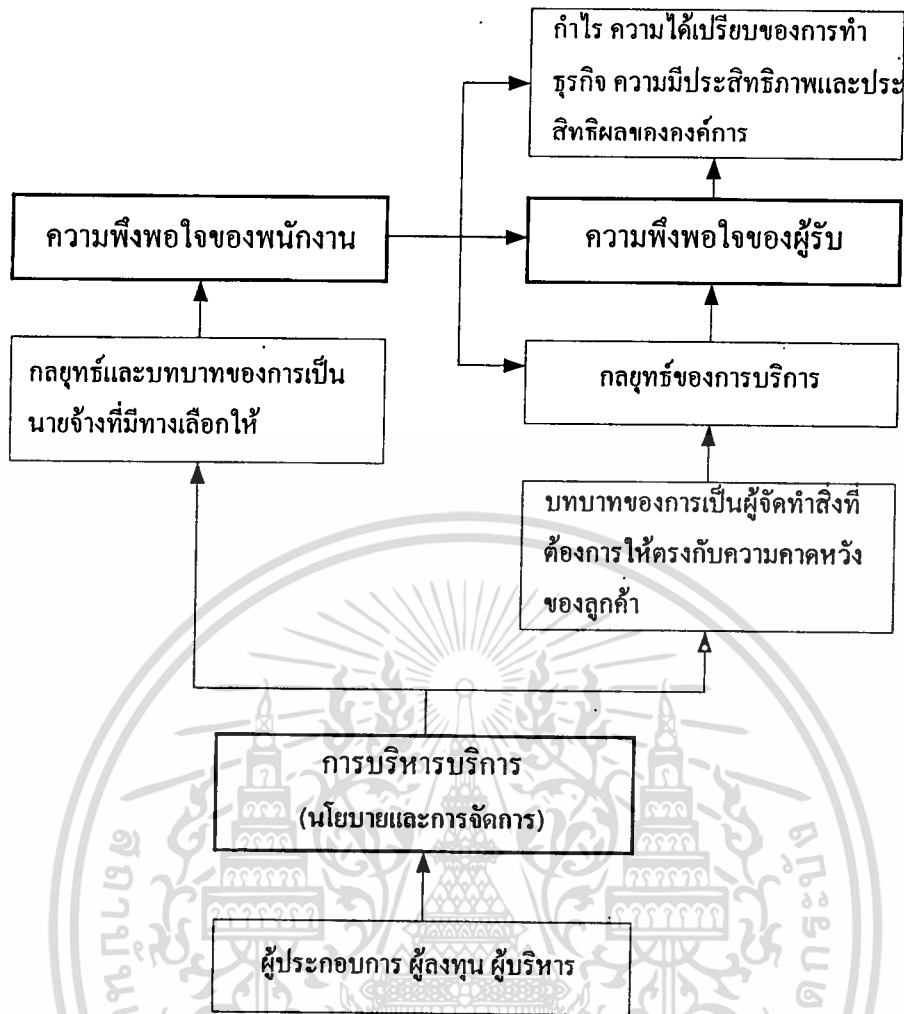 กำไร ความได้เปรียบของการทำ
ธุรกิจ ความมีประสิทธิภาพและประ
สิทธิผลขององค์การ
ความพึงพอใจของพนักงาน
ความพึงพอใจของผู้รับ
กลยุทธ์และบทบาทของการเป็น
นายจ้างที่มีทางเลือกให้
กลยุทธ์ของการบริการ
บทบาทของการเป็นผู้จัดทำสิ่งที่
ต้องการให้ตรงกับความคาดหวัง
ของลูกค้า
การบริหารบริการ
(นโยบายและการจัดการ)
ผู้ประกอบการ ผู้ลงทุน ผู้บริหาร